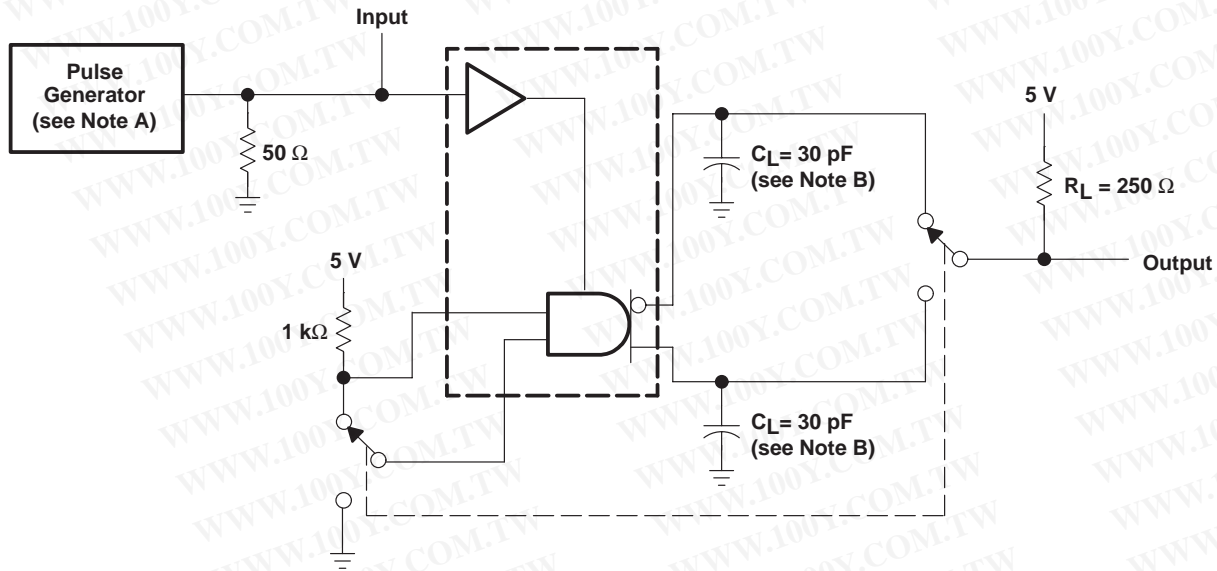 Input
Pulse
Generator
(see Note A)
50 Ω
5 V
1 kΩ
C_L= 30 pF
(see Note B)
C_L= 30 pF
(see Note B)
5 V
R_L = 250 Ω
Output
WWW.100Y.COM.TW